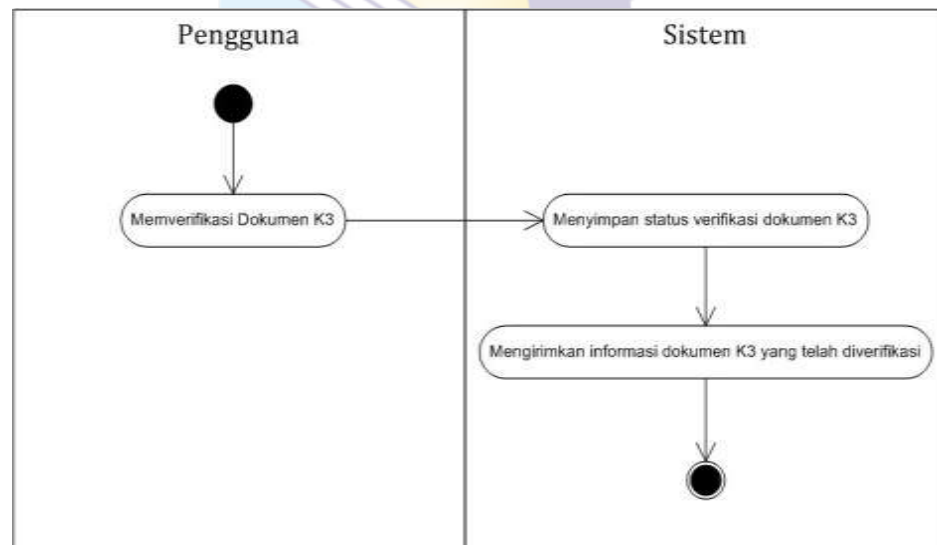 Pengguna
Sistem
Memverifikasi Dokumen K3
Menyimpan status verifikasi dokumen K3
Mengirimkan informasi dokumen K3 yang telah diverifikasi